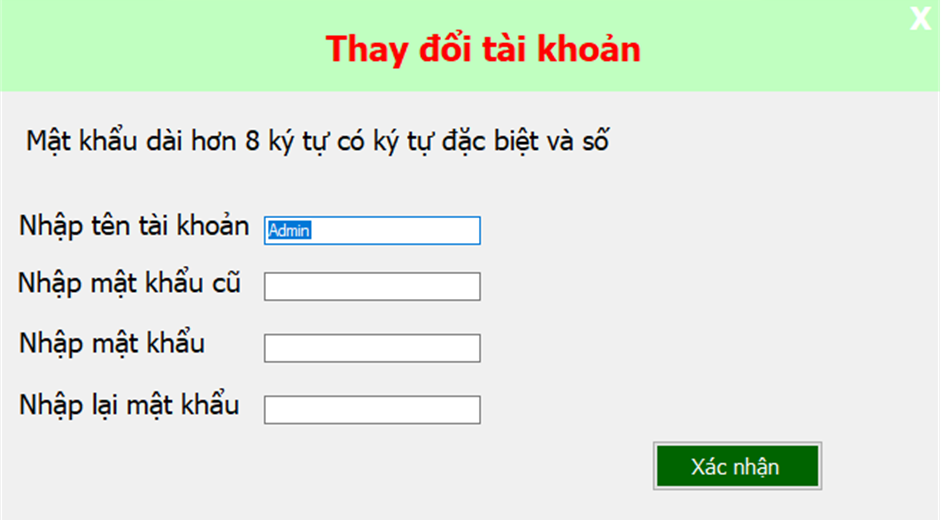 X
Thay đổi tài khoản
Mật khẩu dài hơn 8 ký tự có ký tự đặc biệt và số
Nhập tên tài khoản Admin
Nhập mật khẩu cũ
Nhập mật khẩu
Nhập lại mật khẩu
Xác nhận